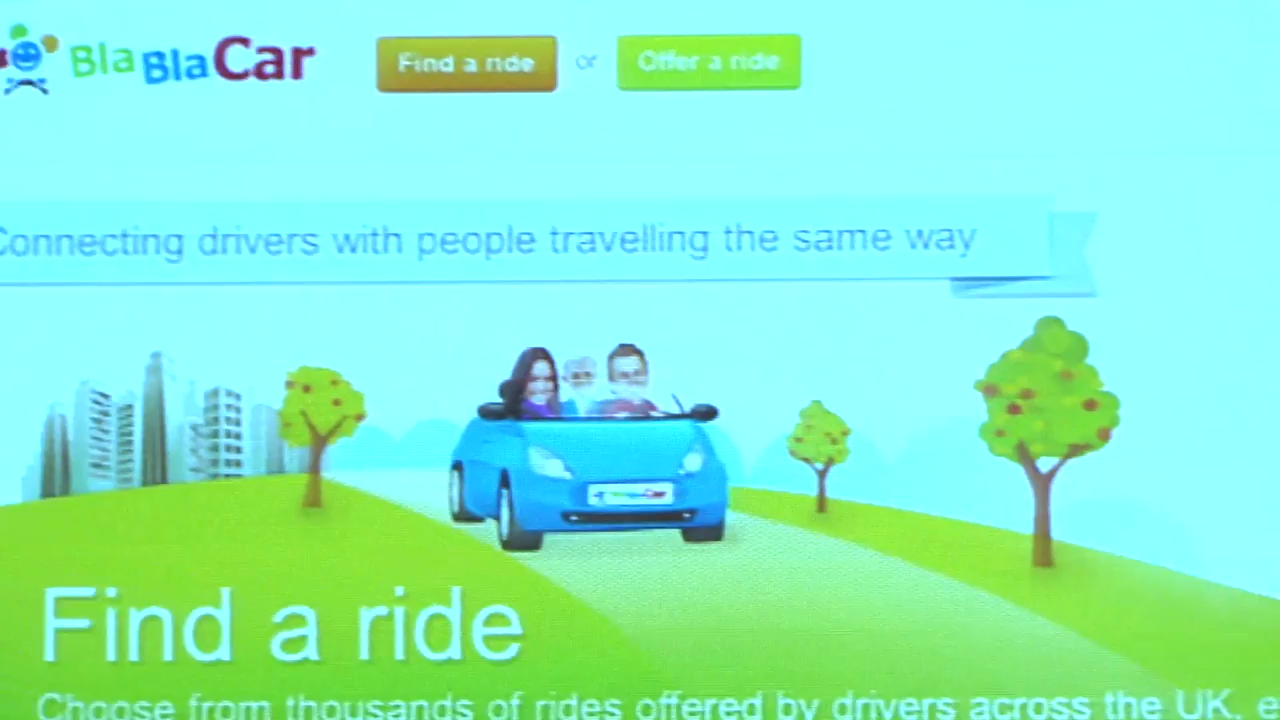 BlaBlaCar
Find a ride or Offer a ride
Connecting drivers with people travelling the same way
BlaBlaCar
Find a ride
Choose from thousands of rides offered by drivers across the UK,